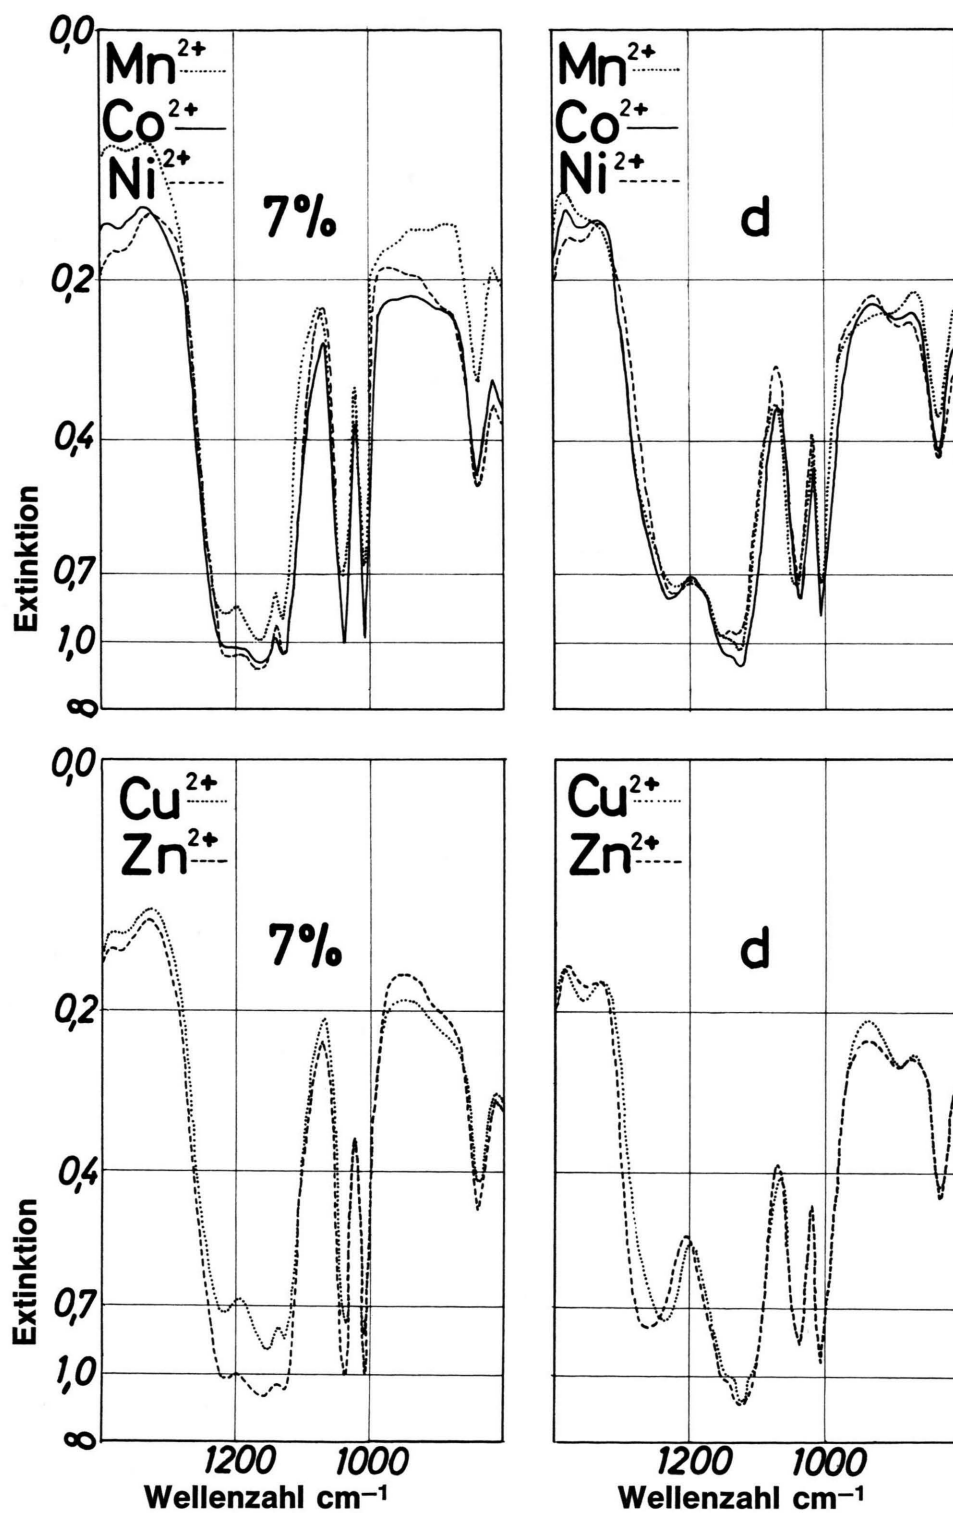 0,0
Mn2+
Co2+
Ni2+
7%
0,2
0,4
0,7
1,0
∞
Extinktion
Mn2+
Co2+
Ni2+
d
0,0
Cu2+
Zn2+
7%
0,2
0,4
0,7
1,0
∞
Extinktion
1200 1000
Wellenzahl cm–1
Cu2+
Zn2+
d
1200 1000
Wellenzahl cm–1